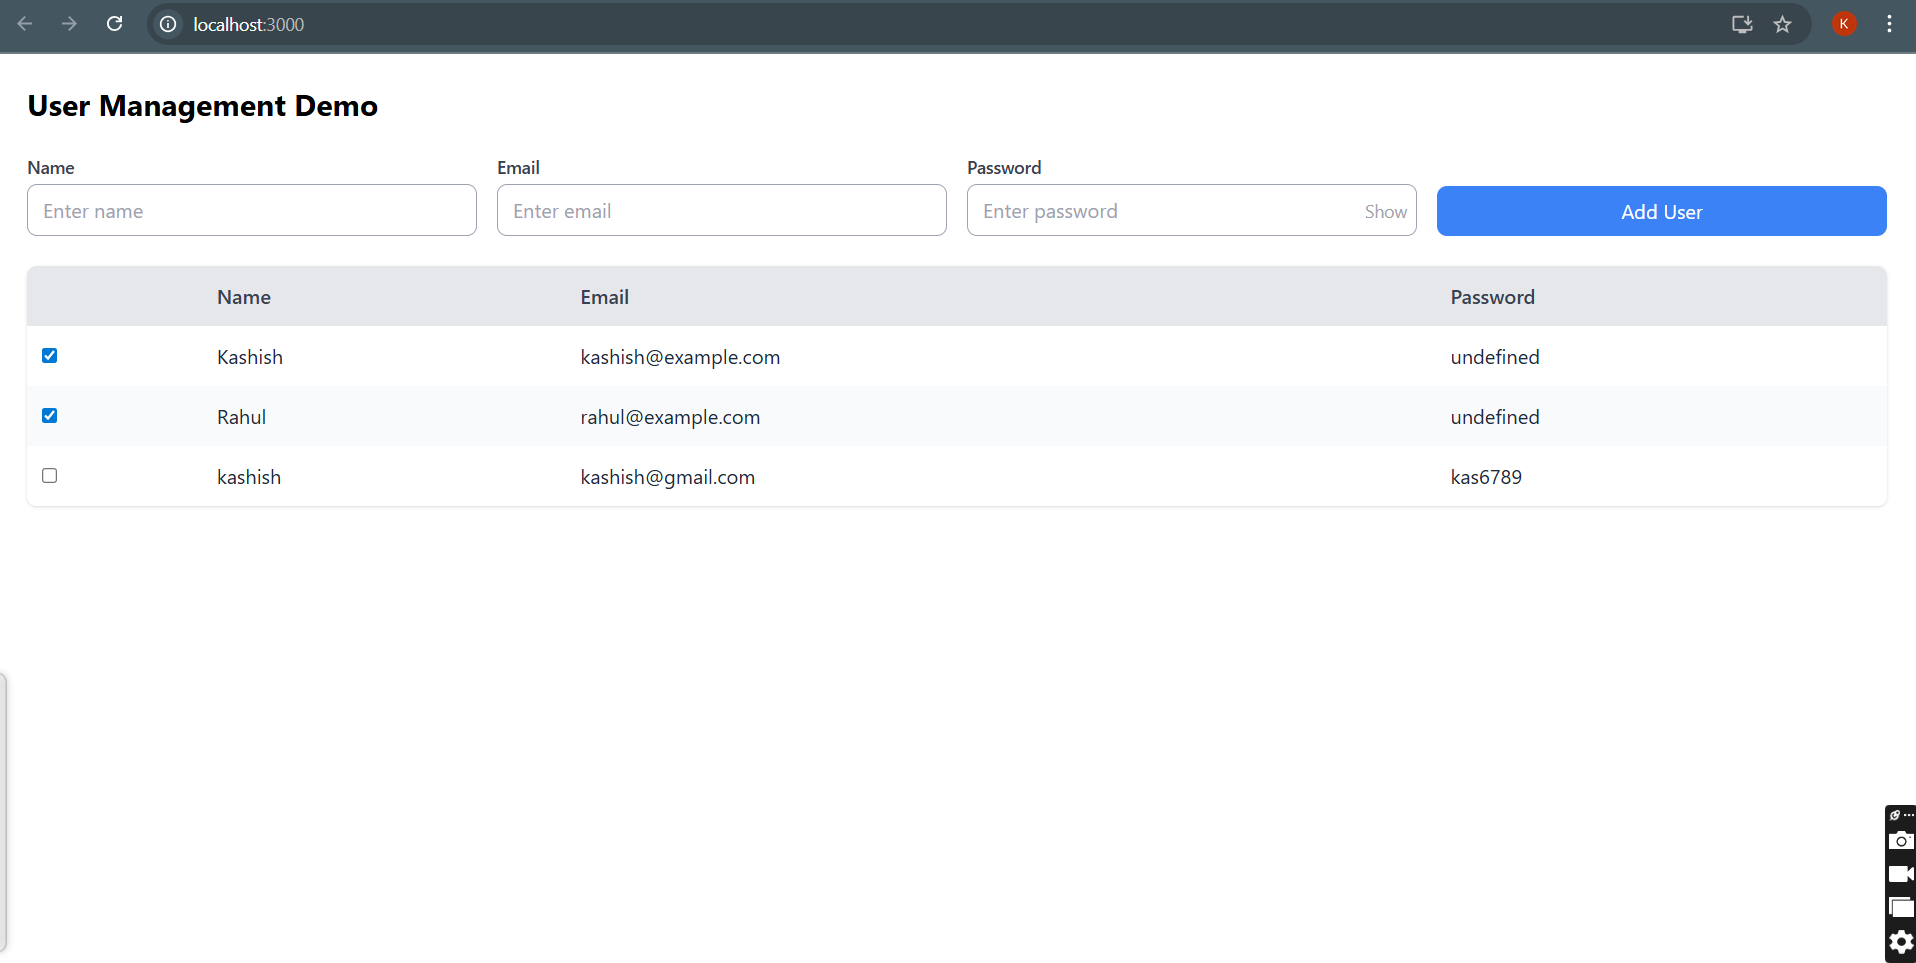 localhost:3000
K
User Management Demo
Name Email Password
Enter name Enter email Enter password Show Add User
Name Email Password
Kashish kashish@example.com undefined
Rahul rahul@example.com undefined
kashish kashish@gmail.com kas6789